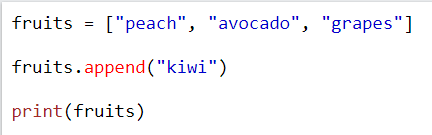 fruits = ["peach", "avocado", "grapes"]
fruits.append("kiwi")
print(fruits)